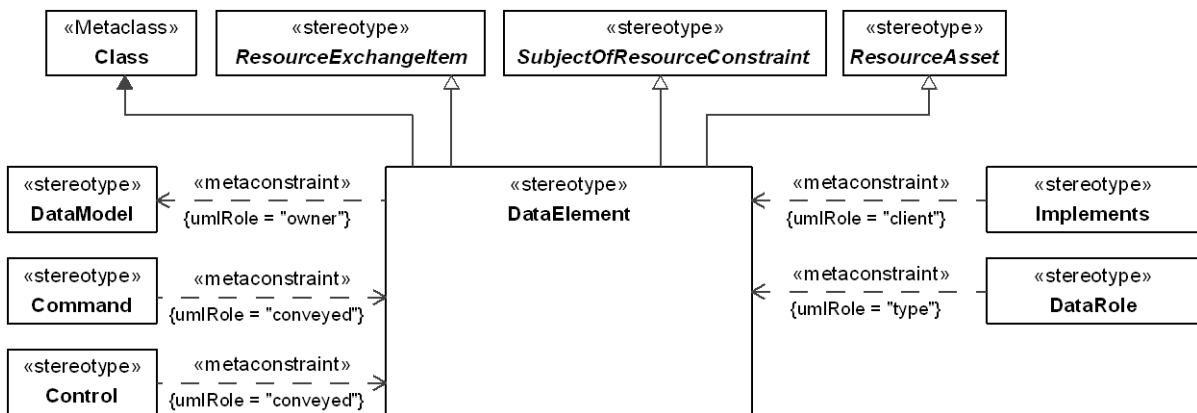 «Metaclass»
Class
«stereotype»
ResourceExchangeItem
«stereotype»
SubjectOfResourceConstraint
«stereotype»
ResourceAsset
«stereotype»
DataModel
«metaconstraint»
{umlRole = "owner"}
«stereotype»
DataElement
«metaconstraint»
{umlRole = "client"}
«stereotype»
Implements
«stereotype»
Command
«metaconstraint»
{umlRole = "conveyed"}
«metaconstraint»
{umlRole = "type"}
«stereotype»
DataRole
«stereotype»
Control
«metaconstraint»
{umlRole = "conveyed"}